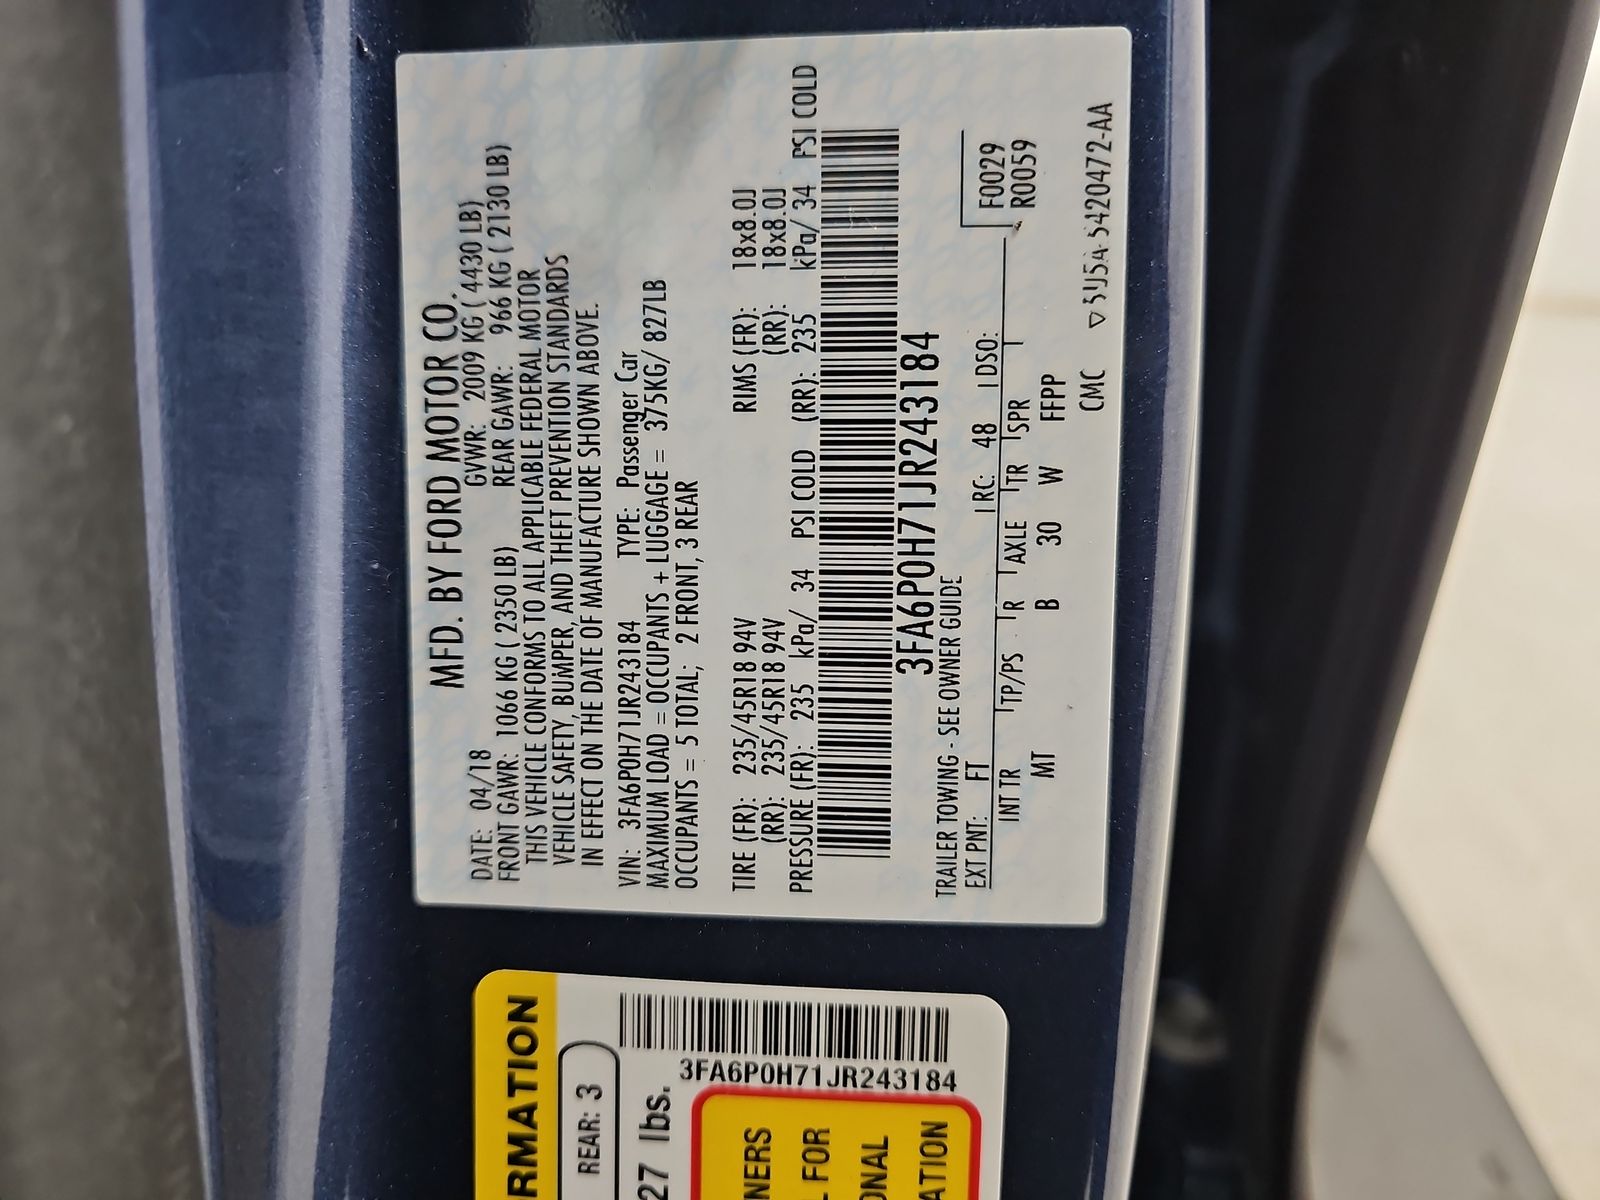 MFD. BY FORD MOTOR CO.
DATE: 04/18 GVWR: 2009 KG ( 4430 LB)
FRONT GAWR: 1066 KG ( 2350 LB) REAR GAWR: 966 KG ( 2130 LB)
THIS VEHICLE CONFORMS TO ALL APPLICABLE FEDERAL MOTOR
VEHICLE SAFETY, BUMPER, AND THEFT PREVENTION STANDARDS
IN EFFECT ON THE DATE OF MANUFACTURE SHOWN ABOVE.
VIN: 3FA6P0H71JR243184 TYPE: Passenger Car
MAXIMUM LOAD = OCCUPANTS + LUGGAGE = 375KG/ 827LB
OCCUPANTS = 5 TOTAL; 2 FRONT, 3 REAR
TIRE (FR): 235/45R18 94V RIMS (FR): 18x8.0J
(RR): 235/45R18 94V (RR): 18x8.0J
PRESSURE (FR): 235 kPa/ 34 PSI COLD (RR): 235 kPa/ 34 PSI COLD
3FA6P0H71JR243184
TRAILER TOWING - SEE OWNER GUIDE
EXT PNT: FT RC: 48 DSO: F0029
INT TR TP/PS R AXLE TR SPR R0059
MT B 30 W FFPP
CMC 5U5A-5420472-AA
RMATION
REAR: 3
27 lbs.
3FA6P0H71JR243184
NERS
L FOR
ONAL
ATION